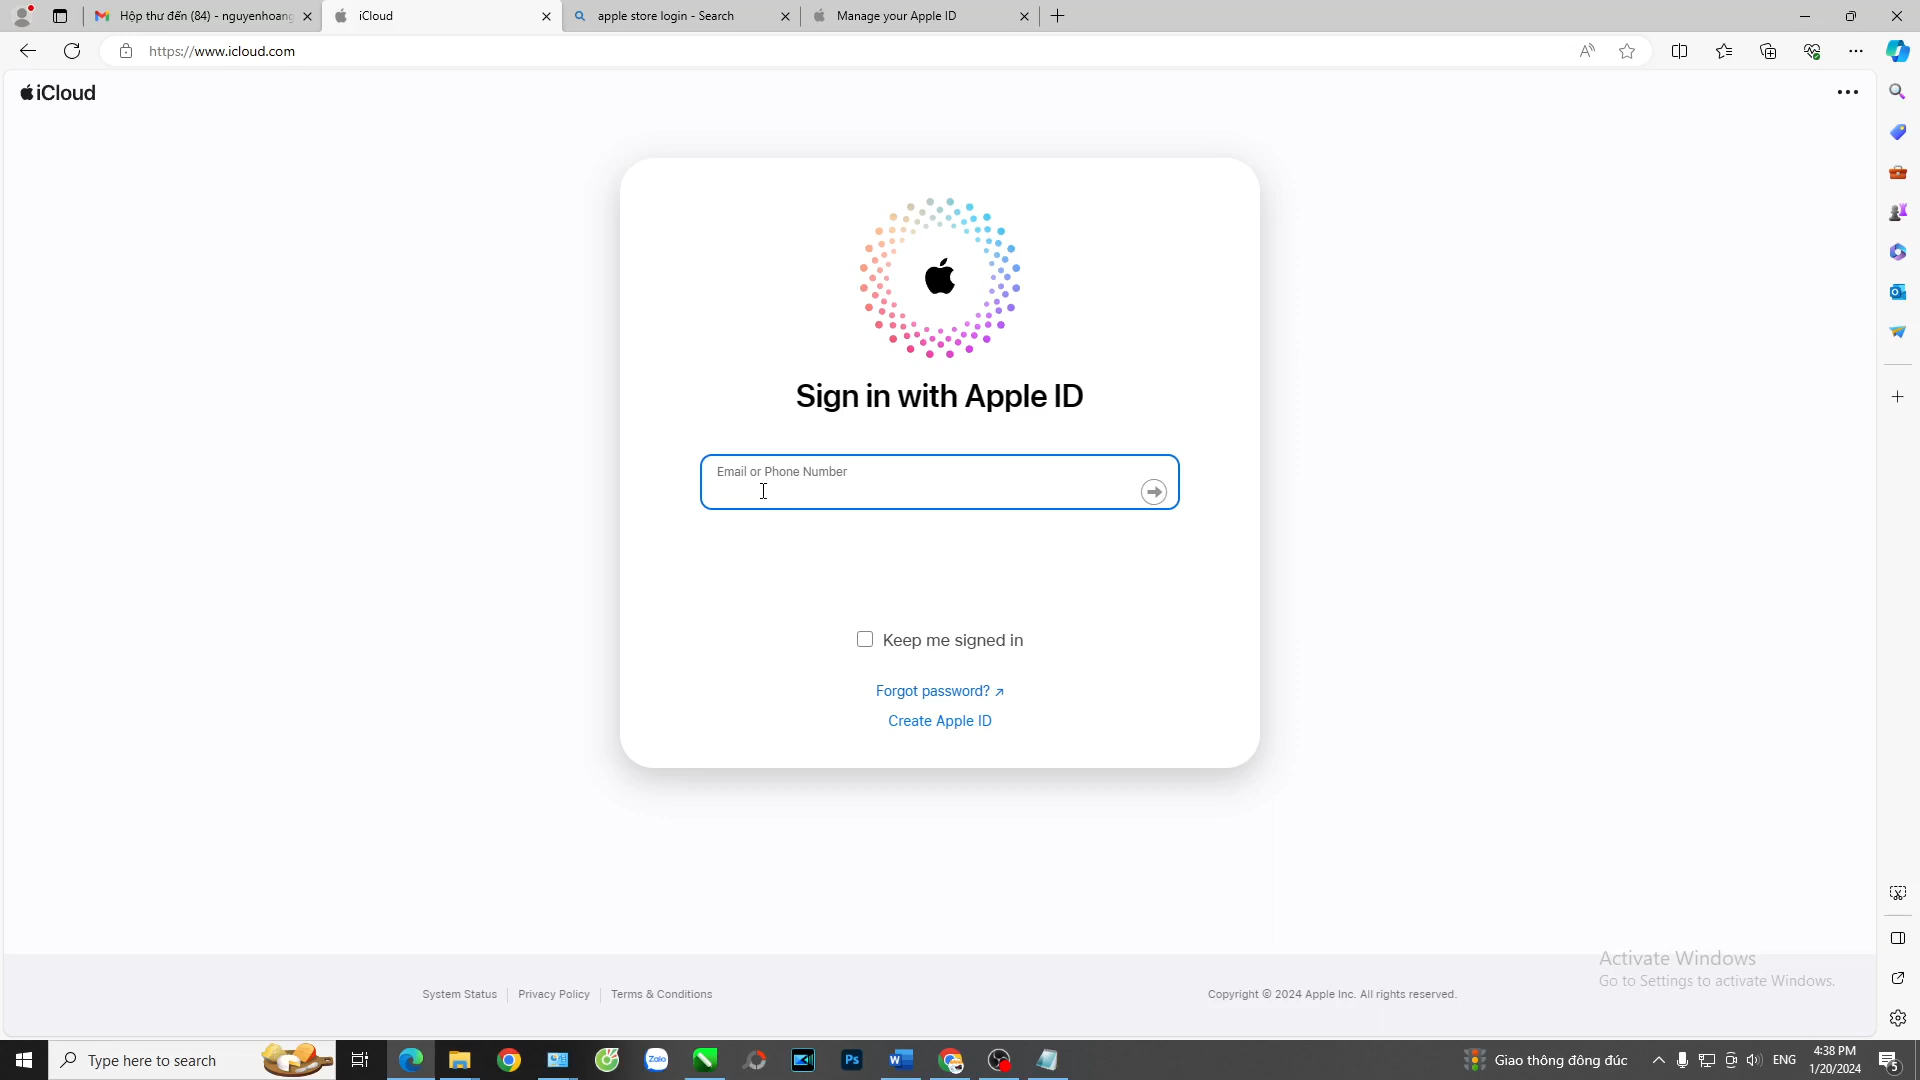 Hộp thư đến (84) - nguyenhoang
iCloud
apple store login - Search
Manage your Apple ID
https://www.icloud.com
iCloud
Sign in with Apple ID
Email or Phone Number
Keep me signed in
Forgot password?
Create Apple ID
Activate Windows
Go to Settings to activate Windows.
System Status
Privacy Policy
Terms & Conditions
Copyright © 2024 Apple Inc. All rights reserved.
Type here to search
Zalo
Ps
W
Giao thông đông đúc
ENG
4:38 PM
1/20/2024
5